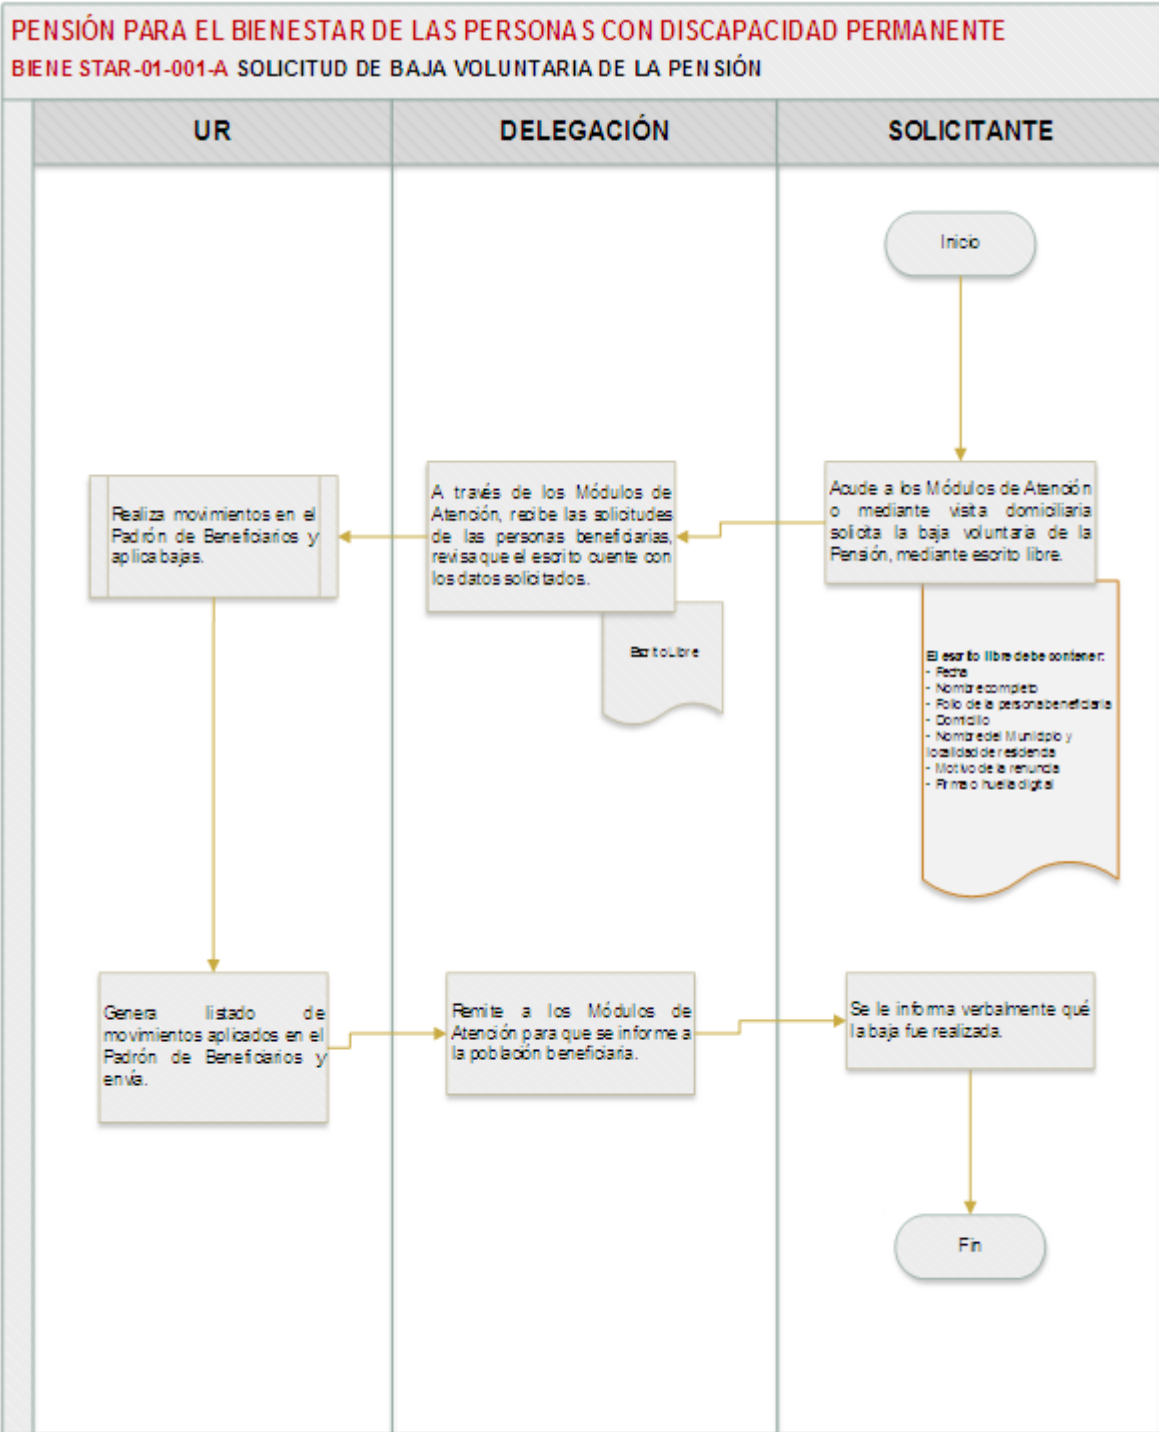 PENSIÓN PARA EL BIENESTAR DE LAS PERSONAS CON DISCAPACIDAD PERMANENTE
BIENESTAR-01-001-A SOLICITUD DE BAJA VOLUNTARIA DE LA PENSIÓN
UR
DELEGACIÓN
SOLICITANTE
Inicio
Acude a los Módulos de Atención
o mediante visita domiciliaria
solicita la baja voluntaria de la
Pensión, mediante escrito libre.
El escrito libre debe contener:
- Fecha
- Nombre completo
- Folio de la persona beneficiaria
- Domicilio
- Nombre del Municipio y
localidad de residencia
- Motivo de la renuncia
- Firma o huella digital
A través de los Módulos de
Atención, recibe las solicitudes
de las personas beneficiarias,
revisa que el escrito cuente con
los datos solicitados.
Escrito Libre
Realiza movimientos en el
Padrón de Beneficiarios y
aplica bajas.
Genera listado de
movimientos aplicados en el
Padrón de Beneficiarios y
envía.
Remite a los Módulos de
Atención para que se informe a
la población beneficiaria.
Se le informa verbalmente qué
la baja fue realizada.
Fin